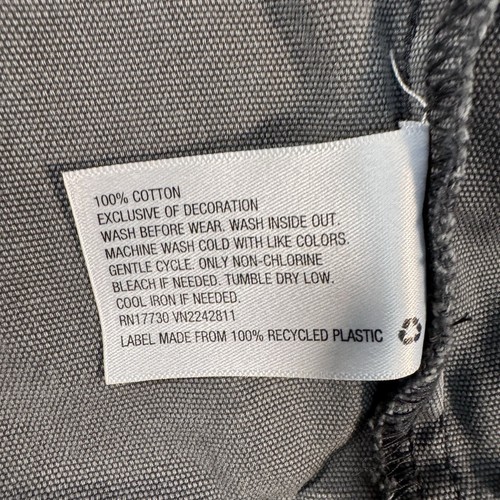 100% COTTON
EXCLUSIVE OF DECORATION
WASH BEFORE WEAR. WASH INSIDE OUT.
MACHINE WASH COLD WITH LIKE COLORS.
GENTLE CYCLE. ONLY NON-CHLORINE
BLEACH IF NEEDED. TUMBLE DRY LOW.
COOL IRON IF NEEDED.
RN17730 VN2242811
LABEL MADE FROM 100% RECYCLED PLASTIC